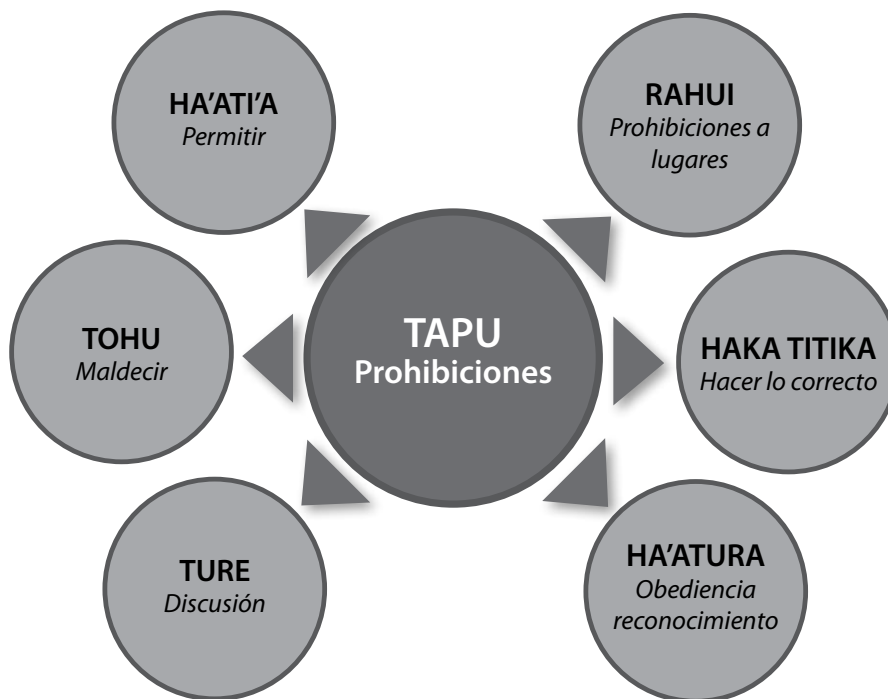 HA'ATI'A
Permitir
RAHUI
Prohibiciones a
lugares
TOHU
Maldecir
TAPU
Prohibiciones
HAKA TITIKA
Hacer lo correcto
TURE
Discusión
HA'ATURA
Obediencia
reconocimiento